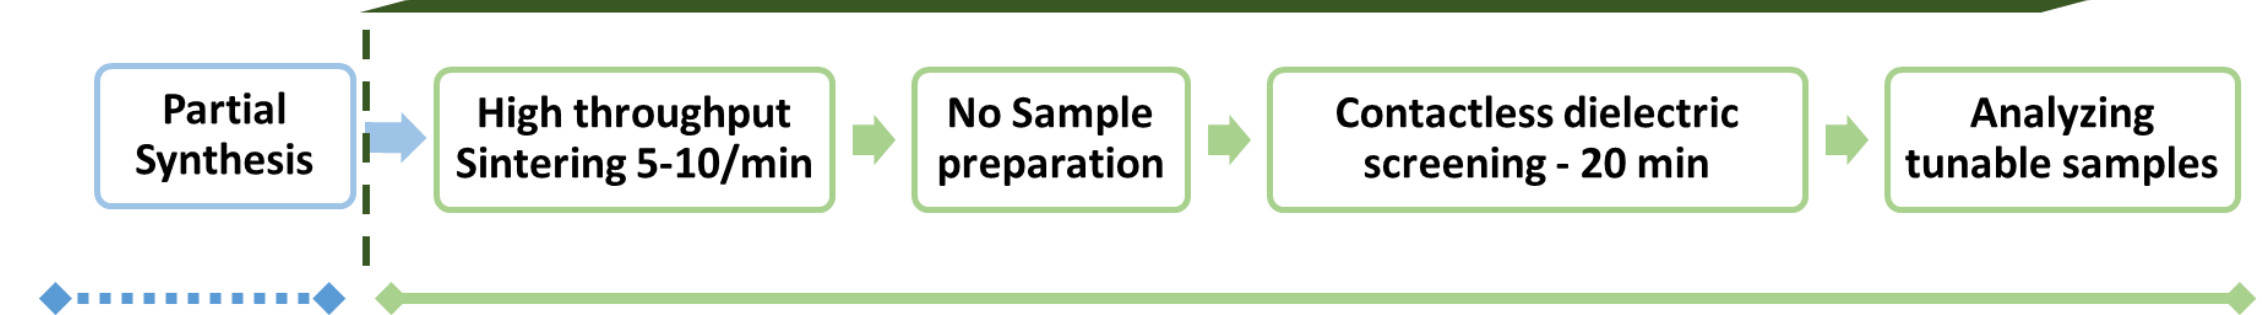 Partial
Synthesis
High throughput
Sintering 5-10/min
No Sample
preparation
Contactless dielectric
screening - 20 min
Analyzing
tunable samples